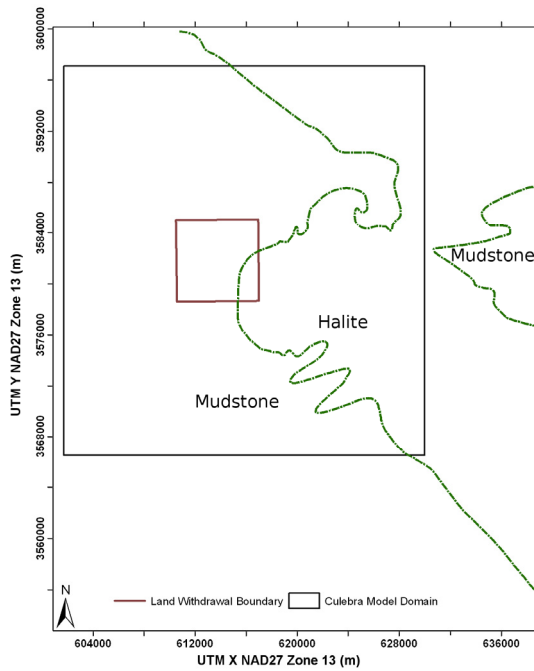 3600000
3592000
3584000
3576000
3568000
3560000
UTM Y NAD27 Zone 13 (m)
Mudstone
Halite
Mudstone
N
Land Withdrawal Boundary
Culebra Model Domain
604000
612000
620000
628000
636000
UTM X NAD27 Zone 13 (m)